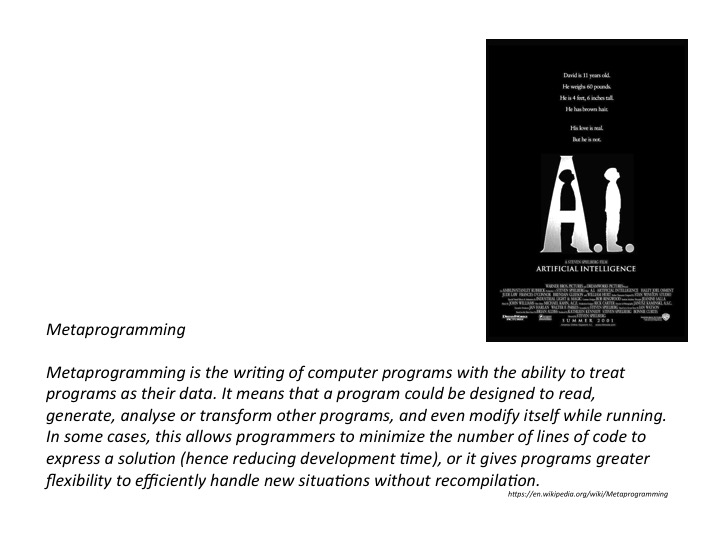 David is 11 years old.
He weighs 60 pounds.
He is 4 feet, 6 inches tall.
He has brown hair.
His love is real.
But he is not.
A.I.
A STEVEN SPIELBERG FILM
ARTIFICIAL INTELLIGENCE
SUMMER 2001
Metaprogramming
Metaprogramming is the writing of computer programs with the ability to treat
programs as their data. It means that a program could be designed to read,
generate, analyse or transform other programs, and even modify itself while running.
In some cases, this allows programmers to minimize the number of lines of code to
express a solution (hence reducing development time), or it gives programs greater
flexibility to efficiently handle new situations without recompilation.
https://en.wikipedia.org/wiki/Metaprogramming